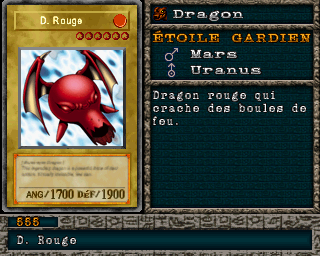 D. Rouge
ANG/1700 DÉF/1900
Dragon
ÉTOILE GARDIEN
Mars
Uranus
Dragon rouge qui
crache des boules de
feu.
555
D. Rouge